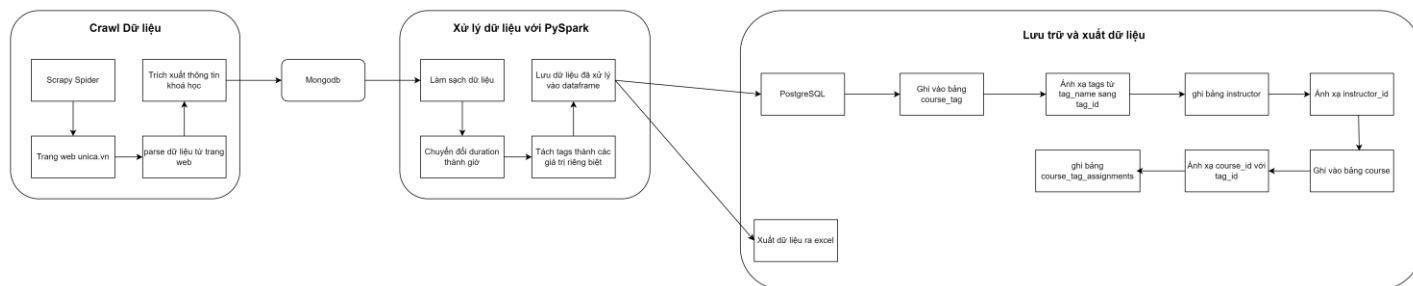 Crawl Dữ liệu
Scrapy Spider
Trang web unica.vn
parse dữ liệu từ trang
web
Trích xuất thông tin
khoá học
Mongodb
Xử lý dữ liệu với PySpark
Làm sạch dữ liệu
Chuyển đổi duration
thành giờ
Tách tags thành các
giá trị riêng biệt
Lưu dữ liệu đã xử lý
vào dataframe
Lưu trữ và xuất dữ liệu
PostgreSQL
Ghi vào bảng
course_tag
Ánh xạ tags từ
tag_name sang
tag_id
ghi bảng instructor
Ánh xạ instructor_id
Ghi vào bảng course
Ánh xạ course_id với
tag_id
ghi bảng
course_tag_assignments
Xuất dữ liệu ra excel